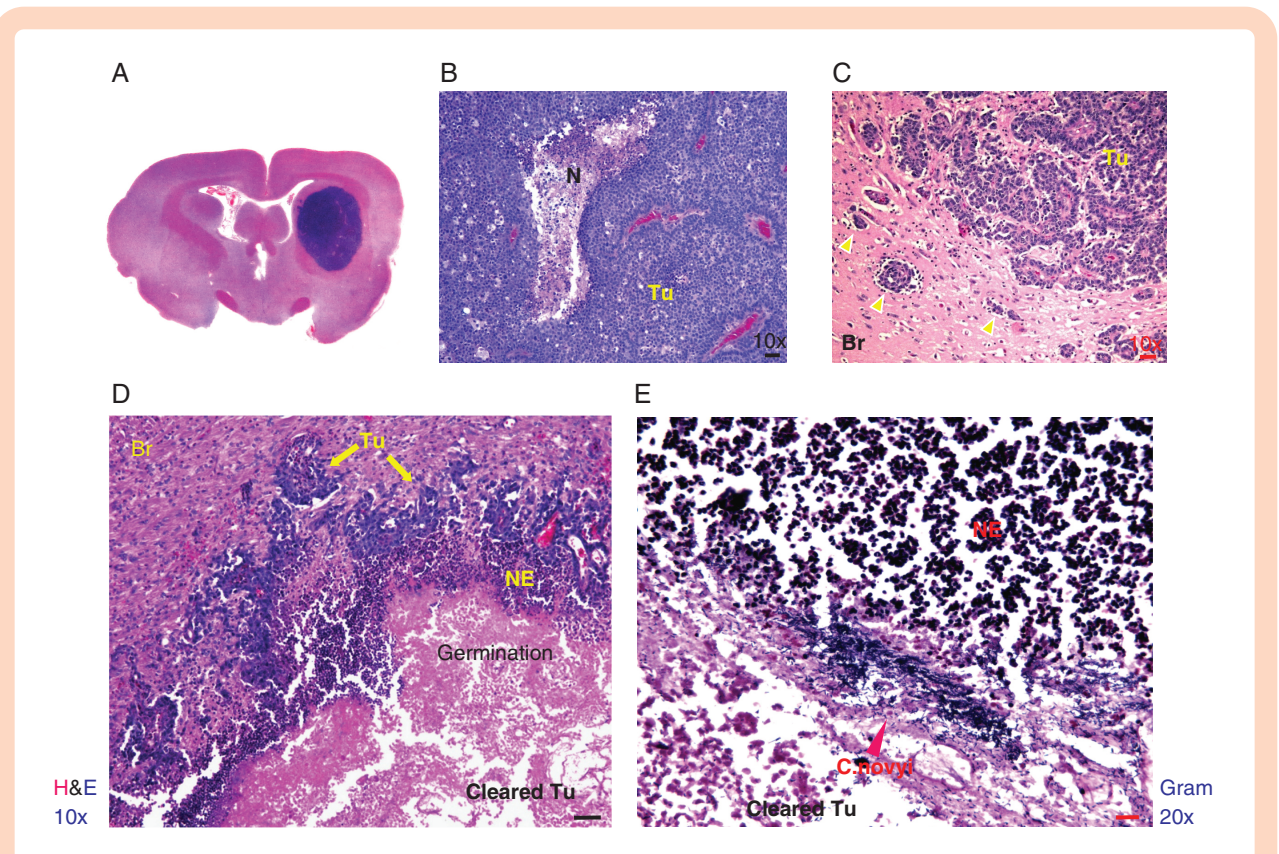 A
B
C
N
Tu
10x
Tu
Br
10x
D
E
Br
Tu
NE
Germination
Cleared Tu
H&E
10x
NE
C.novyi
Cleared Tu
Gram
20x